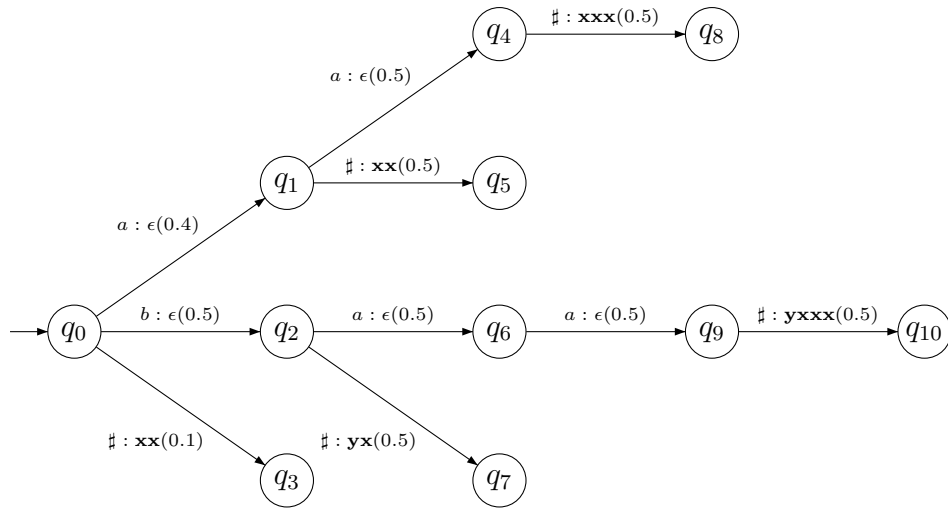 q₄ ♯ : xxx(0.5) q₈
a : ϵ(0.5)
q₁ ♯ : xx(0.5) q₅
a : ϵ(0.4)
q₀ b : ϵ(0.5) q₂ a : ϵ(0.5) q₆ a : ϵ(0.5) q₉ ♯ : yxxx(0.5) q₁₀
♯ : xx(0.1) ♯ : yx(0.5)
q₃ q₇